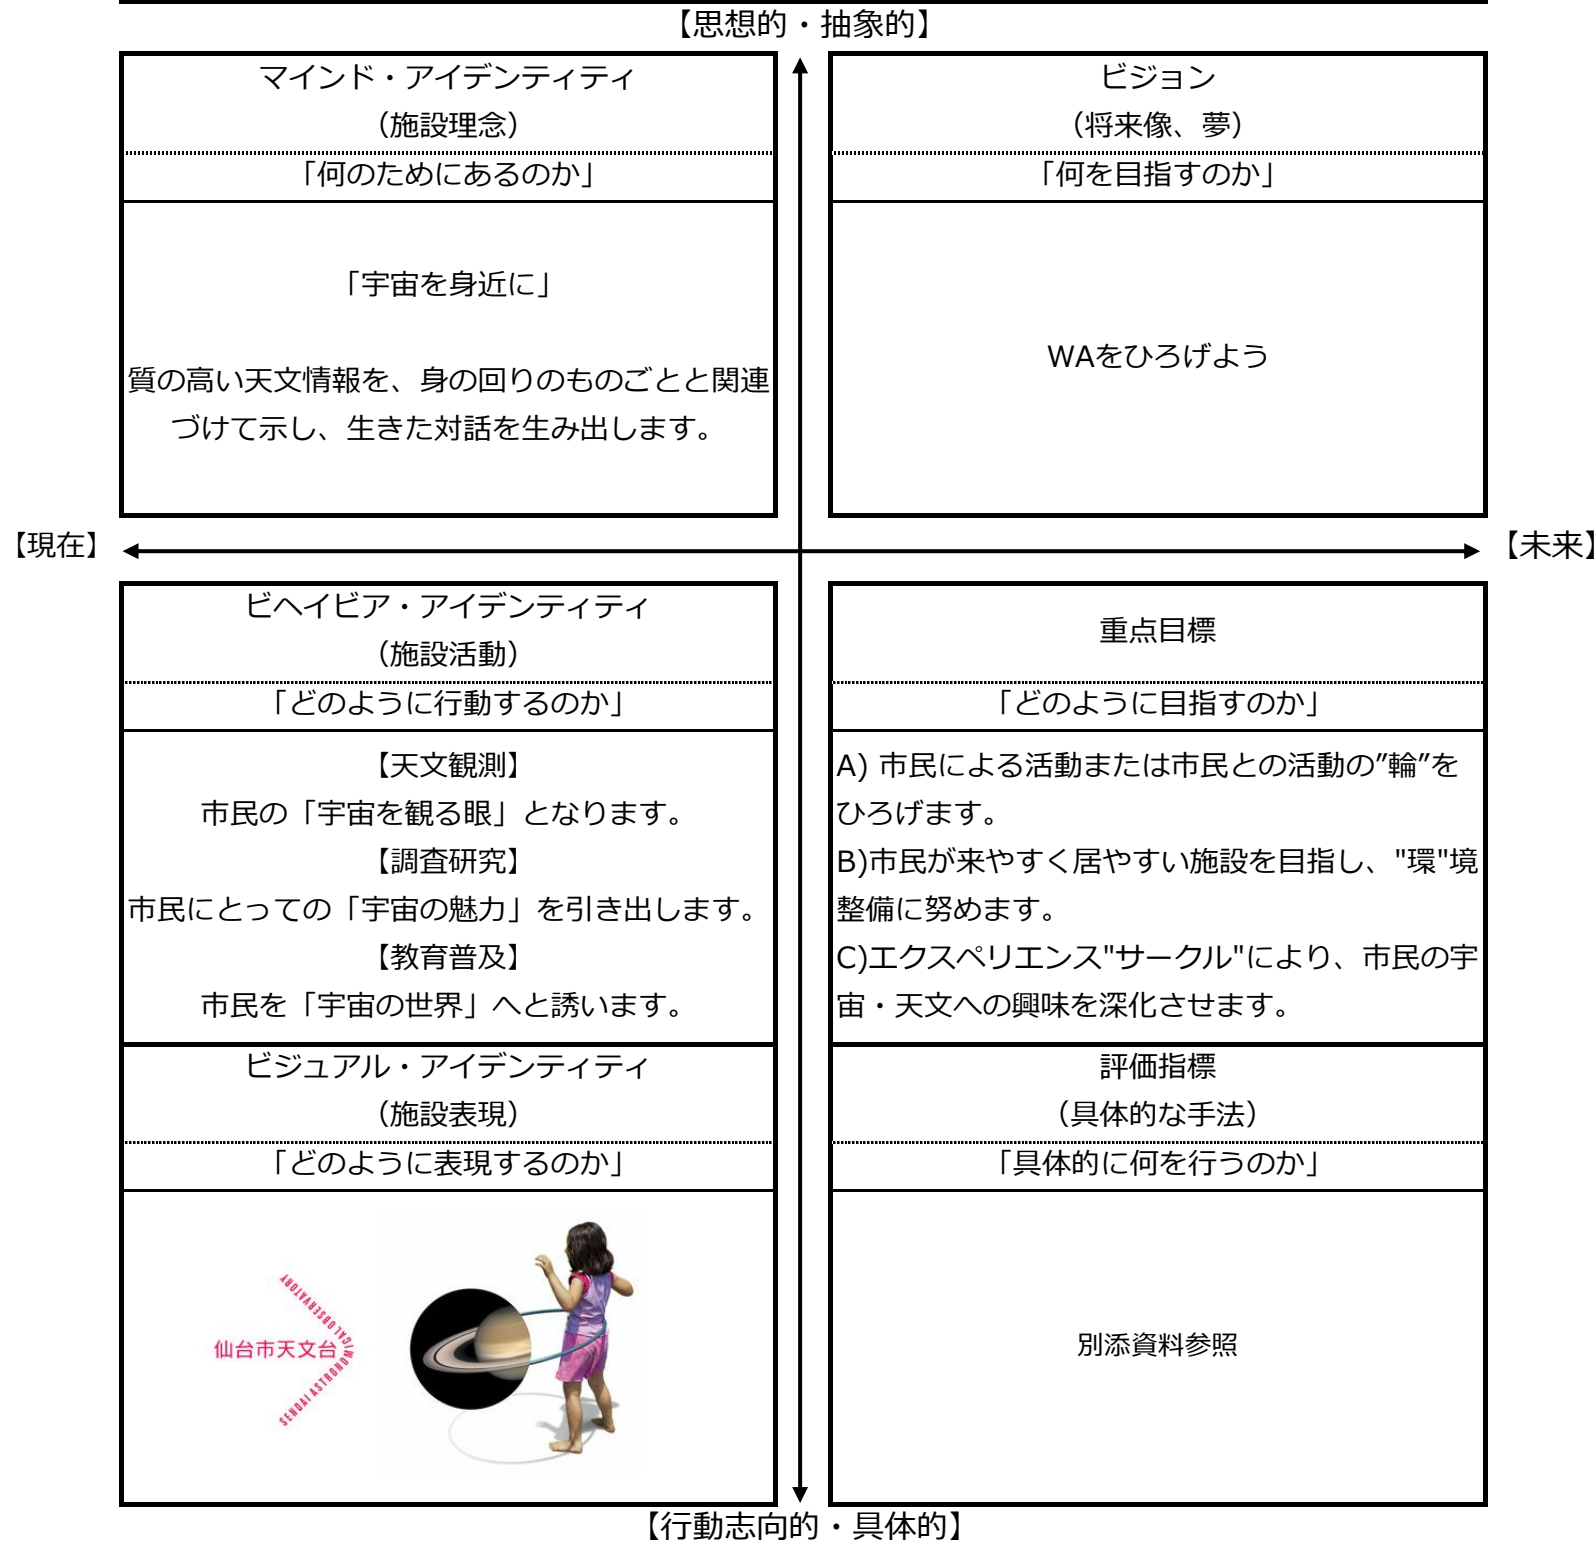 【思想的・抽象的】
マインド・アイデンティティ
（施設理念）
「何のためにあるのか」
「宇宙を身近に」
質の高い天文情報を、身の回りのものごとと関連
づけて示し、生きた対話を生み出します。
ビジョン
（将来像、夢）
「何を目指すのか」
WAをひろげよう
【現在】
【未来】
ビヘイビア・アイデンティティ
（施設活動）
「どのように行動するのか」
【天文観測】
市民の「宇宙を観る眼」となります。
【調査研究】
市民にとっての「宇宙の魅力」を引き出します。
【教育普及】
市民を「宇宙の世界」へと誘います。
ビジュアル・アイデンティティ
（施設表現）
「どのように表現するのか」
仙台市天文台
SENDAI ASTRONOMICAL OBSERVATORY
重点目標
「どのように目指すのか」
A) 市民による活動または市民との活動の”輪”を
ひろげます。
B)市民が来やすく居やすい施設を目指し、"環"境
整備に努めます。
C)エクスペリエンス"サークル"により、市民の宇
宙・天文への興味を深化させます。
評価指標
（具体的な手法）
「具体的に何を行うのか」
別添資料参照
【行動志向的・具体的】